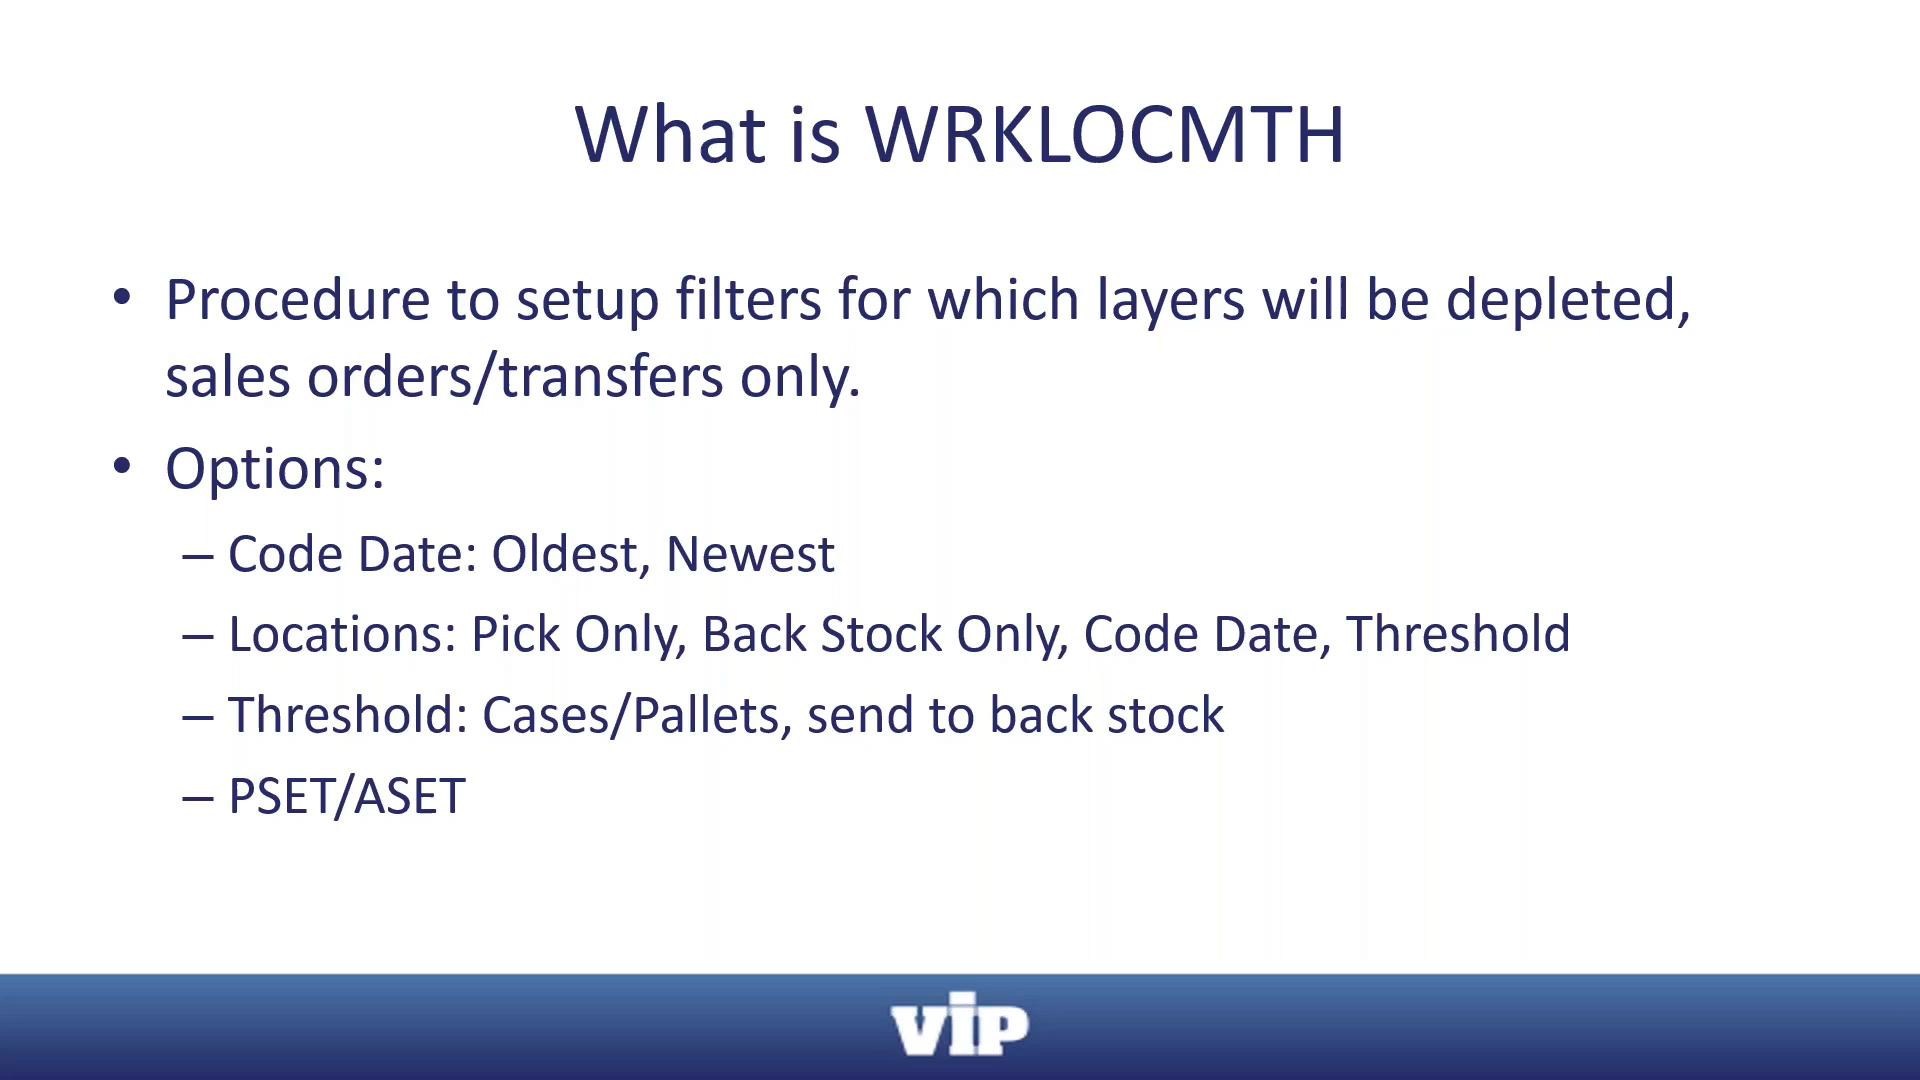 What is WRKLOCMTH
• Procedure to setup filters for which layers will be depleted,
sales orders/transfers only.
• Options:
– Code Date: Oldest, Newest
– Locations: Pick Only, Back Stock Only, Code Date, Threshold
– Threshold: Cases/Pallets, send to back stock
– PSET/ASET
vip